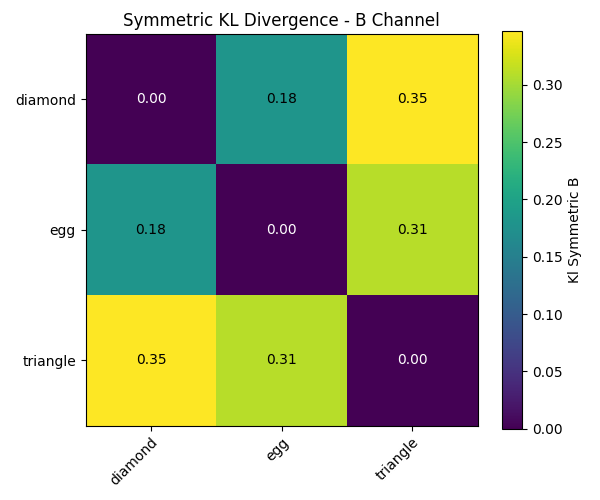 Symmetric KL Divergence - B Channel
diamond
0.00
0.18
0.35
egg
0.18
0.00
0.31
triangle
0.35
0.31
0.00
diamond
egg
triangle
0.30
0.25
0.20
0.15
0.10
0.05
0.00
Kl Symmetric B